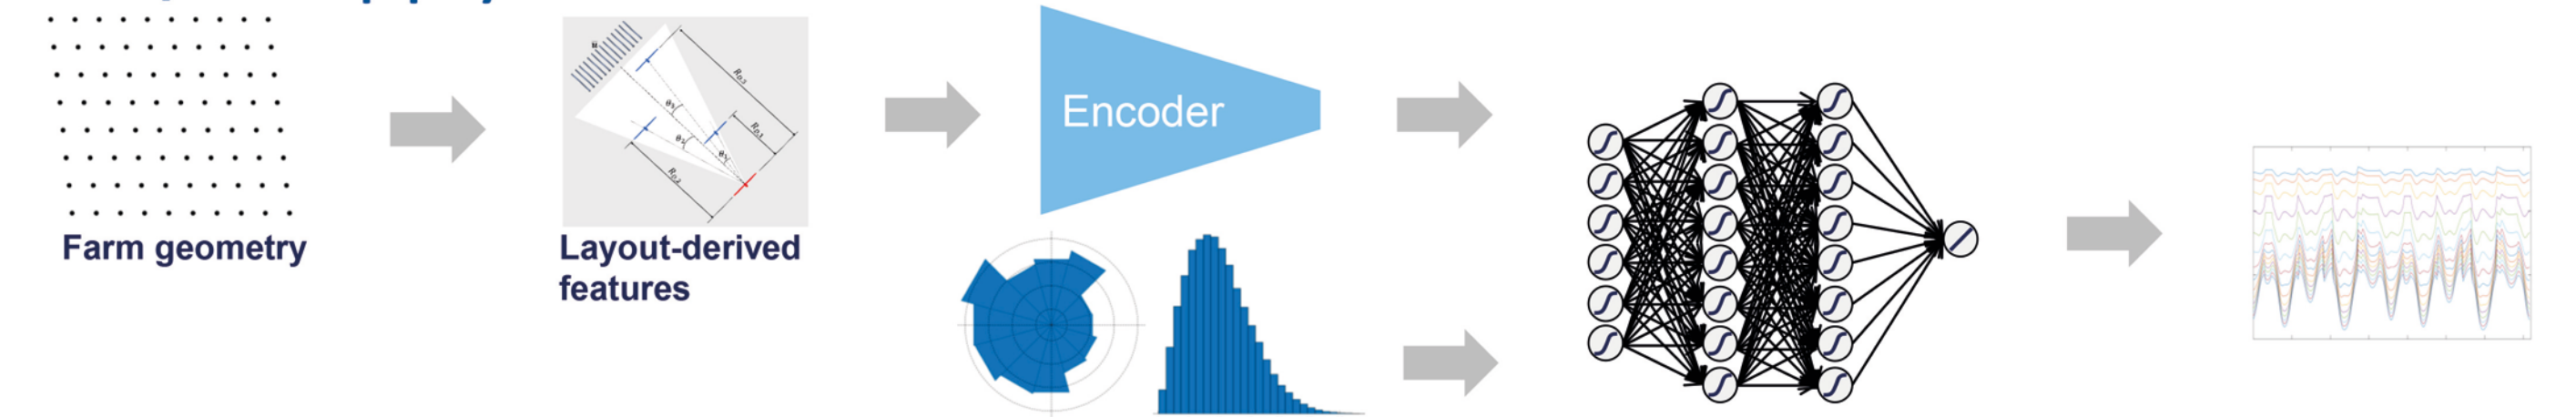 Farm geometry
Layout-derived
features
Encoder